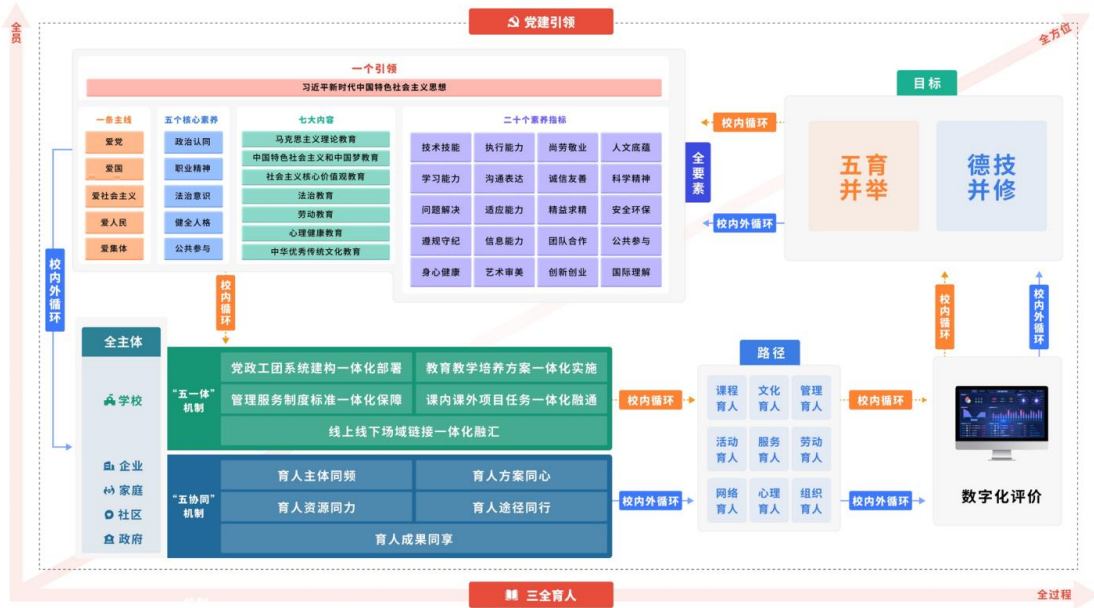 党建引领
全员
全方位
一个引领
习近平新时代中国特色社会主义思想
一条主线
爱党
爱国
爱社会主义
爱人民
爱集体
五个核心素养
政治认同
职业精神
法治意识
健全人格
公共参与
七大内容
马克思主义理论教育
中国特色社会主义和中国梦教育
社会主义核心价值观教育
法治教育
劳动教育
心理健康教育
中华优秀传统文化教育
二十个素养指标
技术技能 执行能力 尚劳敬业 人文底蕴
学习能力 沟通表达 诚信友善 科学精神
问题解决 适应能力 精益求精 安全环保
遵规守纪 信息能力 团队合作 公共参与
身心健康 艺术审美 创新创业 国际理解
全要素
校内循环
校内外循环
目标
五育
并举
德技
并修
校内外循环
校内循环
校内循环
校内外循环
全主体
学校
企业
家庭
社区
政府
“五一体”
机制
党政工团系统建构一体化部署
教育教学培养方案一体化实施
管理服务制度标准一体化保障
课内课外项目任务一体化融通
线上线下场域链接一体化融汇
“五协同”
机制
育人主体同频
育人方案同心
育人资源同力
育人途径同行
育人成果同享
校内循环
校内外循环
路径
课程
育人
文化
育人
管理
育人
活动
育人
服务
育人
劳动
育人
网络
育人
心理
育人
组织
育人
校内循环
校内外循环
数字化评价
三全育人
全过程